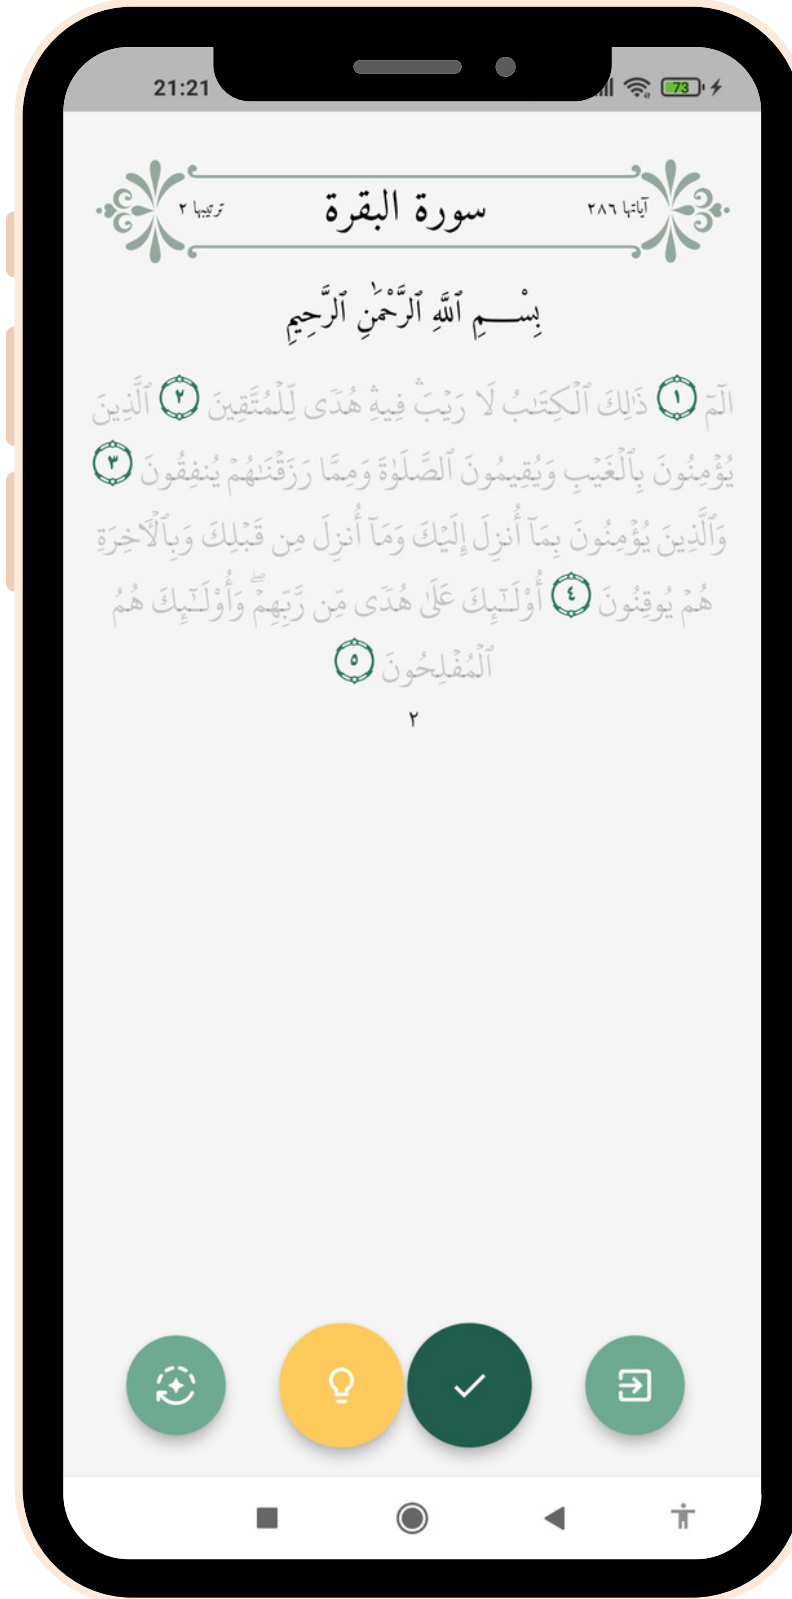 21:21
73
سورة البقرة
آياتها ٢٨٦
ترتيبها ٢
بِسْمِ ٱللَّهِ ٱلرَّحْمَٰنِ ٱلرَّحِيمِ
الٓمٓ ١ ذَٰلِكَ ٱلْكِتَٰبُ لَا رَيْبَۛ فِيهِۛ هُدًى لِّلْمُتَّقِينَ ٢ ٱلَّذِينَ
يُؤْمِنُونَ بِٱلْغَيْبِ وَيُقِيمُونَ ٱلصَّلَوٰةَ وَمِمَّا رَزَقْنَٰهُمْ يُنفِقُونَ ٣
وَٱلَّذِينَ يُؤْمِنُونَ بِمَآ أُنزِلَ إِلَيْكَ وَمَآ أُنزِلَ مِن قَبْلِكَ وَبِٱلْأَخِرَةِ
هُمْ يُوقِنُونَ ٤ أُوْلَٰٓئِكَ عَلَىٰ هُدًى مِّن رَّبِّهِمْۖ وَأُوْلَٰٓئِكَ هُمُ
ٱلْمُفْلِحُونَ ٥
٢